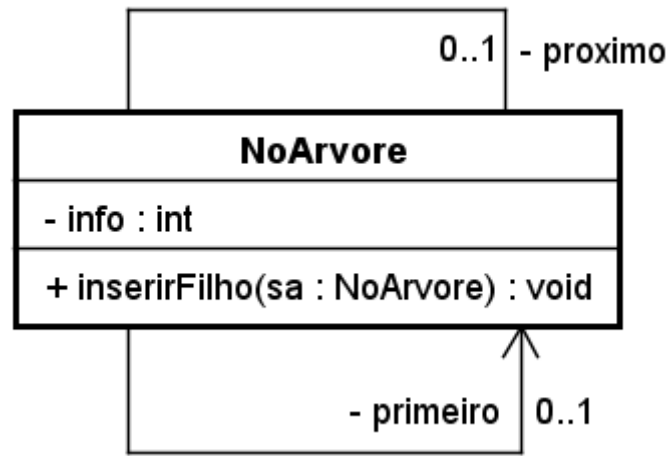 0..1 - proximo
NoArvore
- info : int
+ inserirFilho(sa : NoArvore) : void
- primeiro 0..1